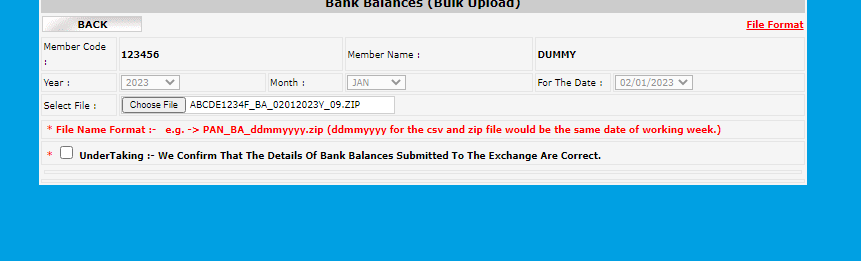 Bank Balances (Bulk Upload)
BACK
File Format
Member Code : 123456 Member Name : DUMMY
Year : 2023 Month : JAN For The Date : 02/01/2023
Select File : Choose File ABCDE1234F_BA_02012023Y_09.ZIP
* File Name Format :- e.g. -> PAN_BA_ddmmyyyy.zip (ddmmyyyy for the csv and zip file would be the same date of working week.)
* UnderTaking :- We Confirm That The Details Of Bank Balances Submitted To The Exchange Are Correct.